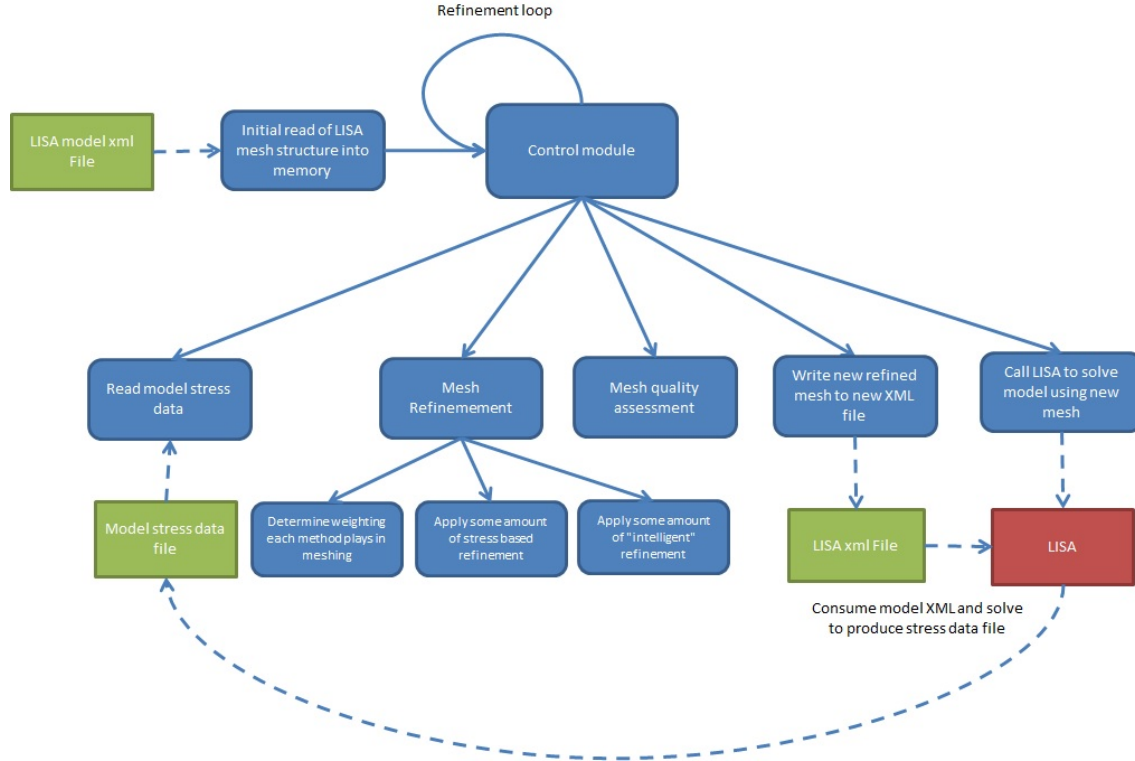 Refinement loop
LISA model xml
File
Initial read of LISA
mesh structure into
memory
Control module
Read model stress
data
Mesh
Refinemement
Mesh quality
assessment
Write new refined
mesh to new XML
file
Call LISA to solve
model using new
mesh
Model stress data
file
Determine weighting
each method plays in
meshing
Apply some amount
of stress based
refinement
Apply some amount
of "intelligent"
refinement
LISA xml File
LISA
Consume model XML and solve
to produce stress data file